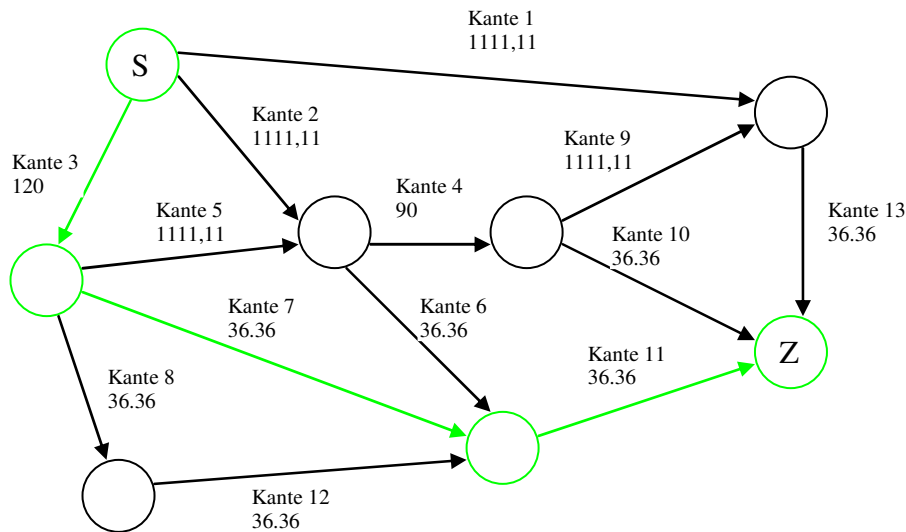 Kante 1
1111,11
S
Kante 2
1111,11
Kante 9
1111,11
Kante 3
120
Kante 4
90
Kante 5
1111,11
Kante 13
36.36
Kante 10
36.36
Kante 7
36.36
Kante 6
36.36
Z
Kante 11
36.36
Kante 8
36.36
Kante 12
36.36